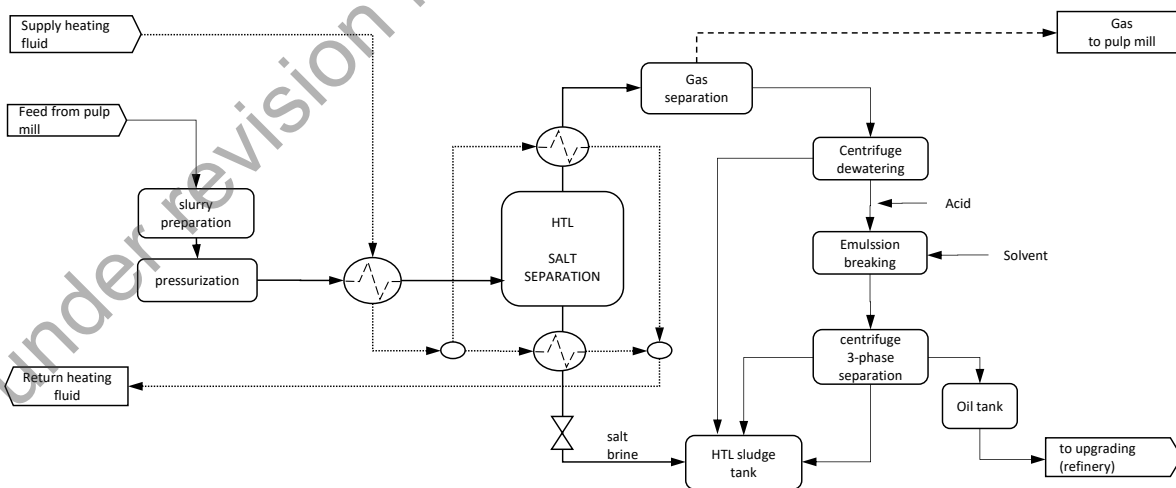 under revision
Supply heating
fluid
Gas
to pulp mill
Gas
separation
Feed from pulp
mill
Centrifuge
dewatering
slurry
preparation
Acid
HTL
SALT
SEPARATION
Emulssion
breaking
Solvent
pressurization
centrifuge
3-phase
separation
Return heating
fluid
Oil tank
salt
brine
HTL sludge
tank
to upgrading
(refinery)